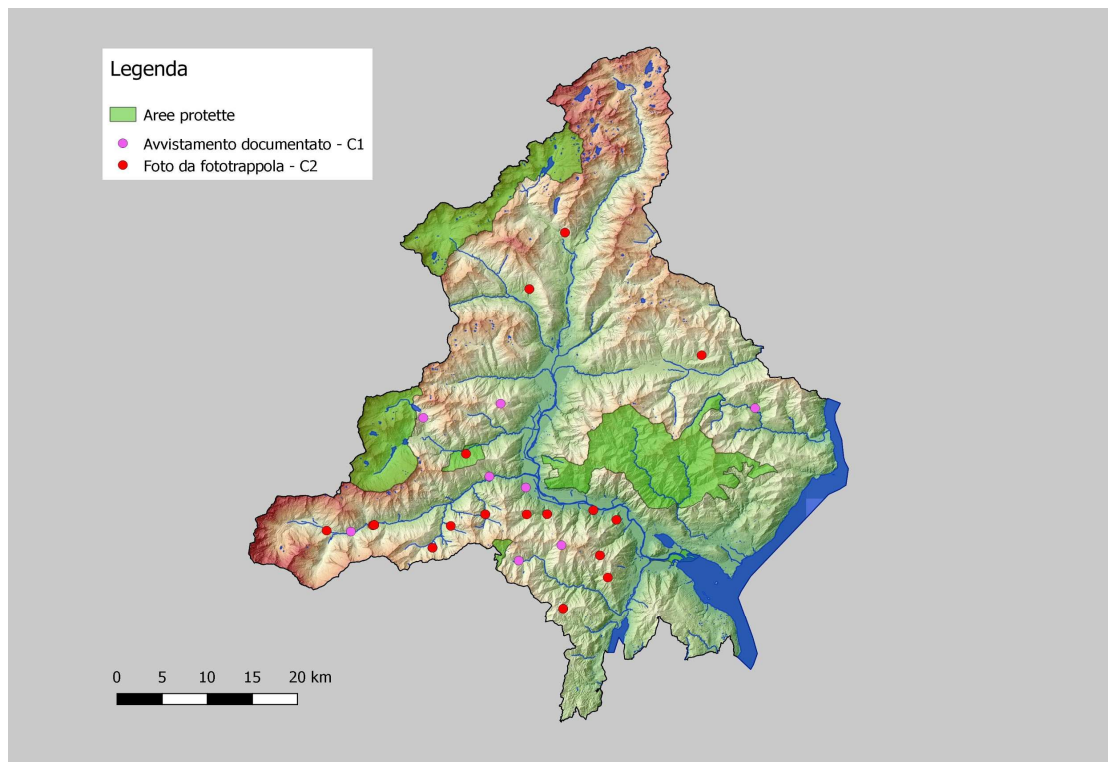 Legenda
Aree protette
Avvistamento documentato - C1
Foto da fototrappola - C2
0 5 10 15 20 km